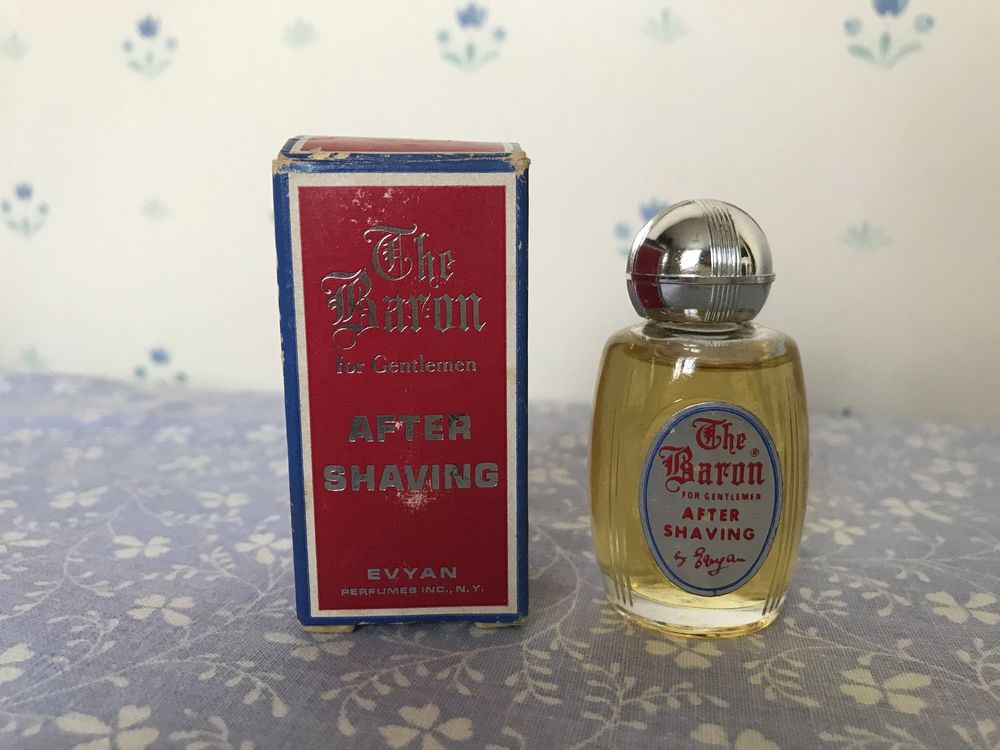 The
Baron
for Gentlemen
AFTER
SHAVING
EVYAN
PERFUMES INC., N.Y.
The
Baron®
FOR GENTLEMEN
AFTER
SHAVING
by Evyan